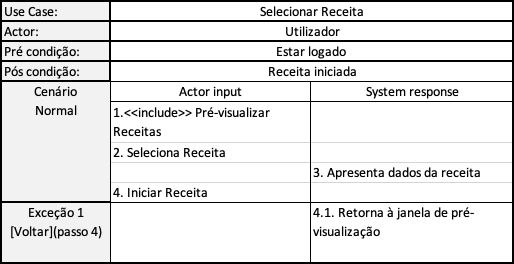 Use Case: Selecionar Receita
Actor: Utilizador
Pré condição: Estar logado
Pós condição: Receita iniciada
Cenário Normal
Actor input System response
1.<<include>> Pré-visualizar
Receitas
2. Seleciona Receita
3. Apresenta dados da receita
4. Iniciar Receita
Exceção 1
[Voltar](passo 4)
4.1. Retorna à janela de pré-
visualização